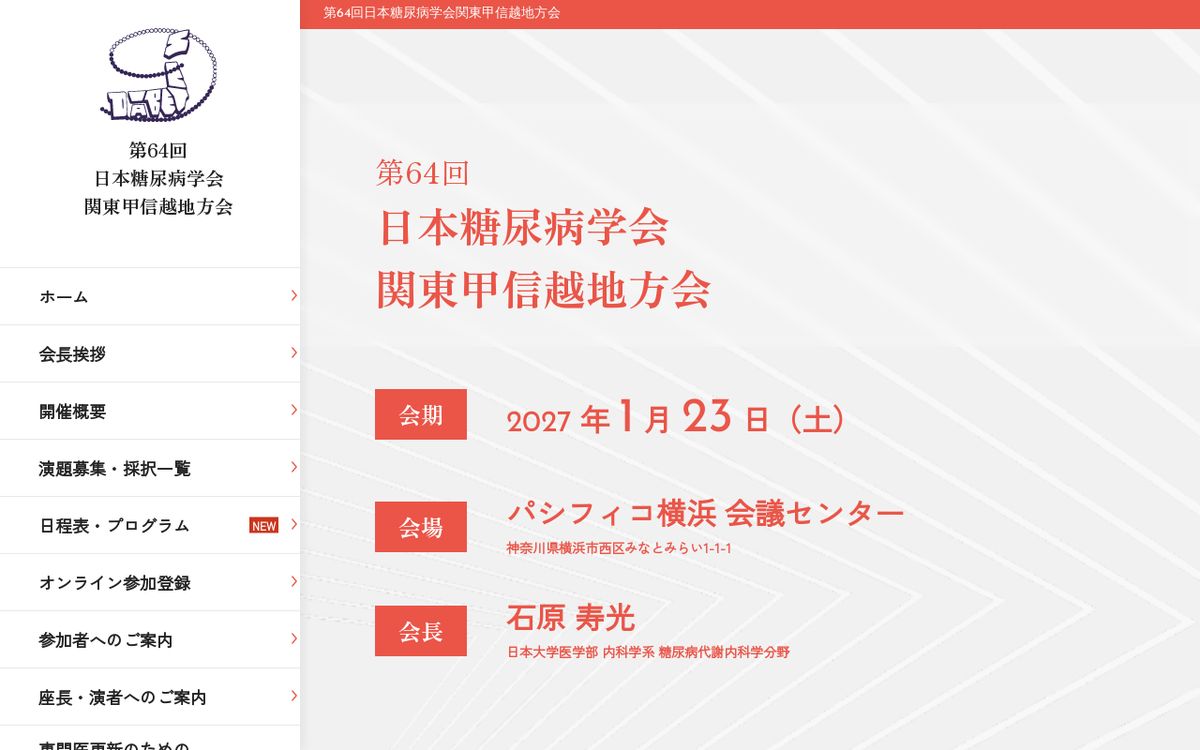 第64回日本糖尿病学会関東甲信越地方会
第64回
日本糖尿病学会
関東甲信越地方会
ホーム
会長挨拶
開催概要
演題募集・採択一覧
日程表・プログラム NEW
オンライン参加登録
参加者へのご案内
座長・演者へのご案内
専門医更新のための
第64回
日本糖尿病学会
関東甲信越地方会
会期 2027 年 1 月 23 日（土）
会場 パシフィコ横浜 会議センター
神奈川県横浜市西区みなとみらい1-1-1
会長 石原 寿光
日本大学医学部 内科学系 糖尿病代謝内科学分野